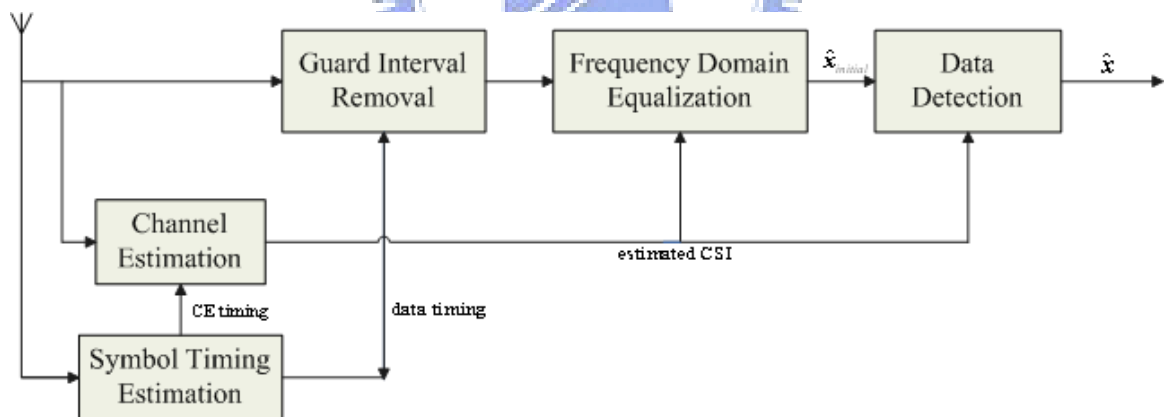 Guard Interval
Removal
Frequency Domain
Equalization
x̂initial
Data
Detection
x̂
Channel
Estimation
estimated CSI
CE timing
data timing
Symbol Timing
Estimation